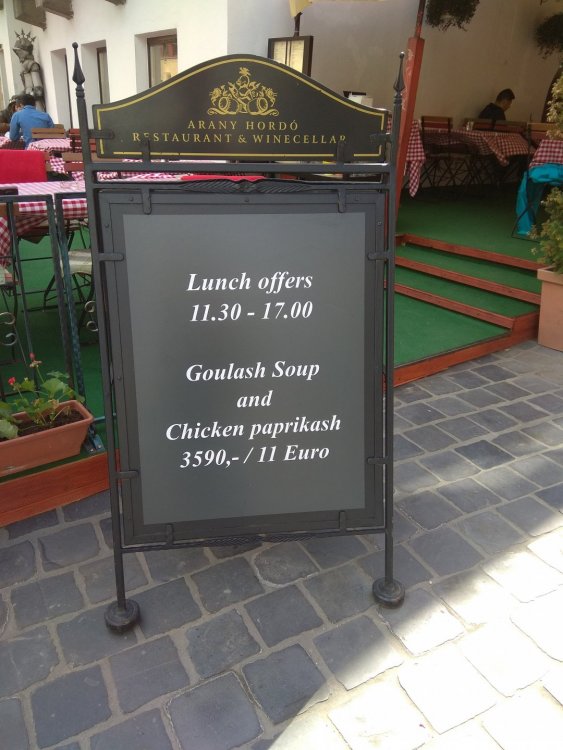 ARANY HORDÓ
RESTAURANT & WINECELLAR
Lunch offers
11.30 - 17.00
Goulash Soup
and
Chicken paprikash
3590,- / 11 Euro